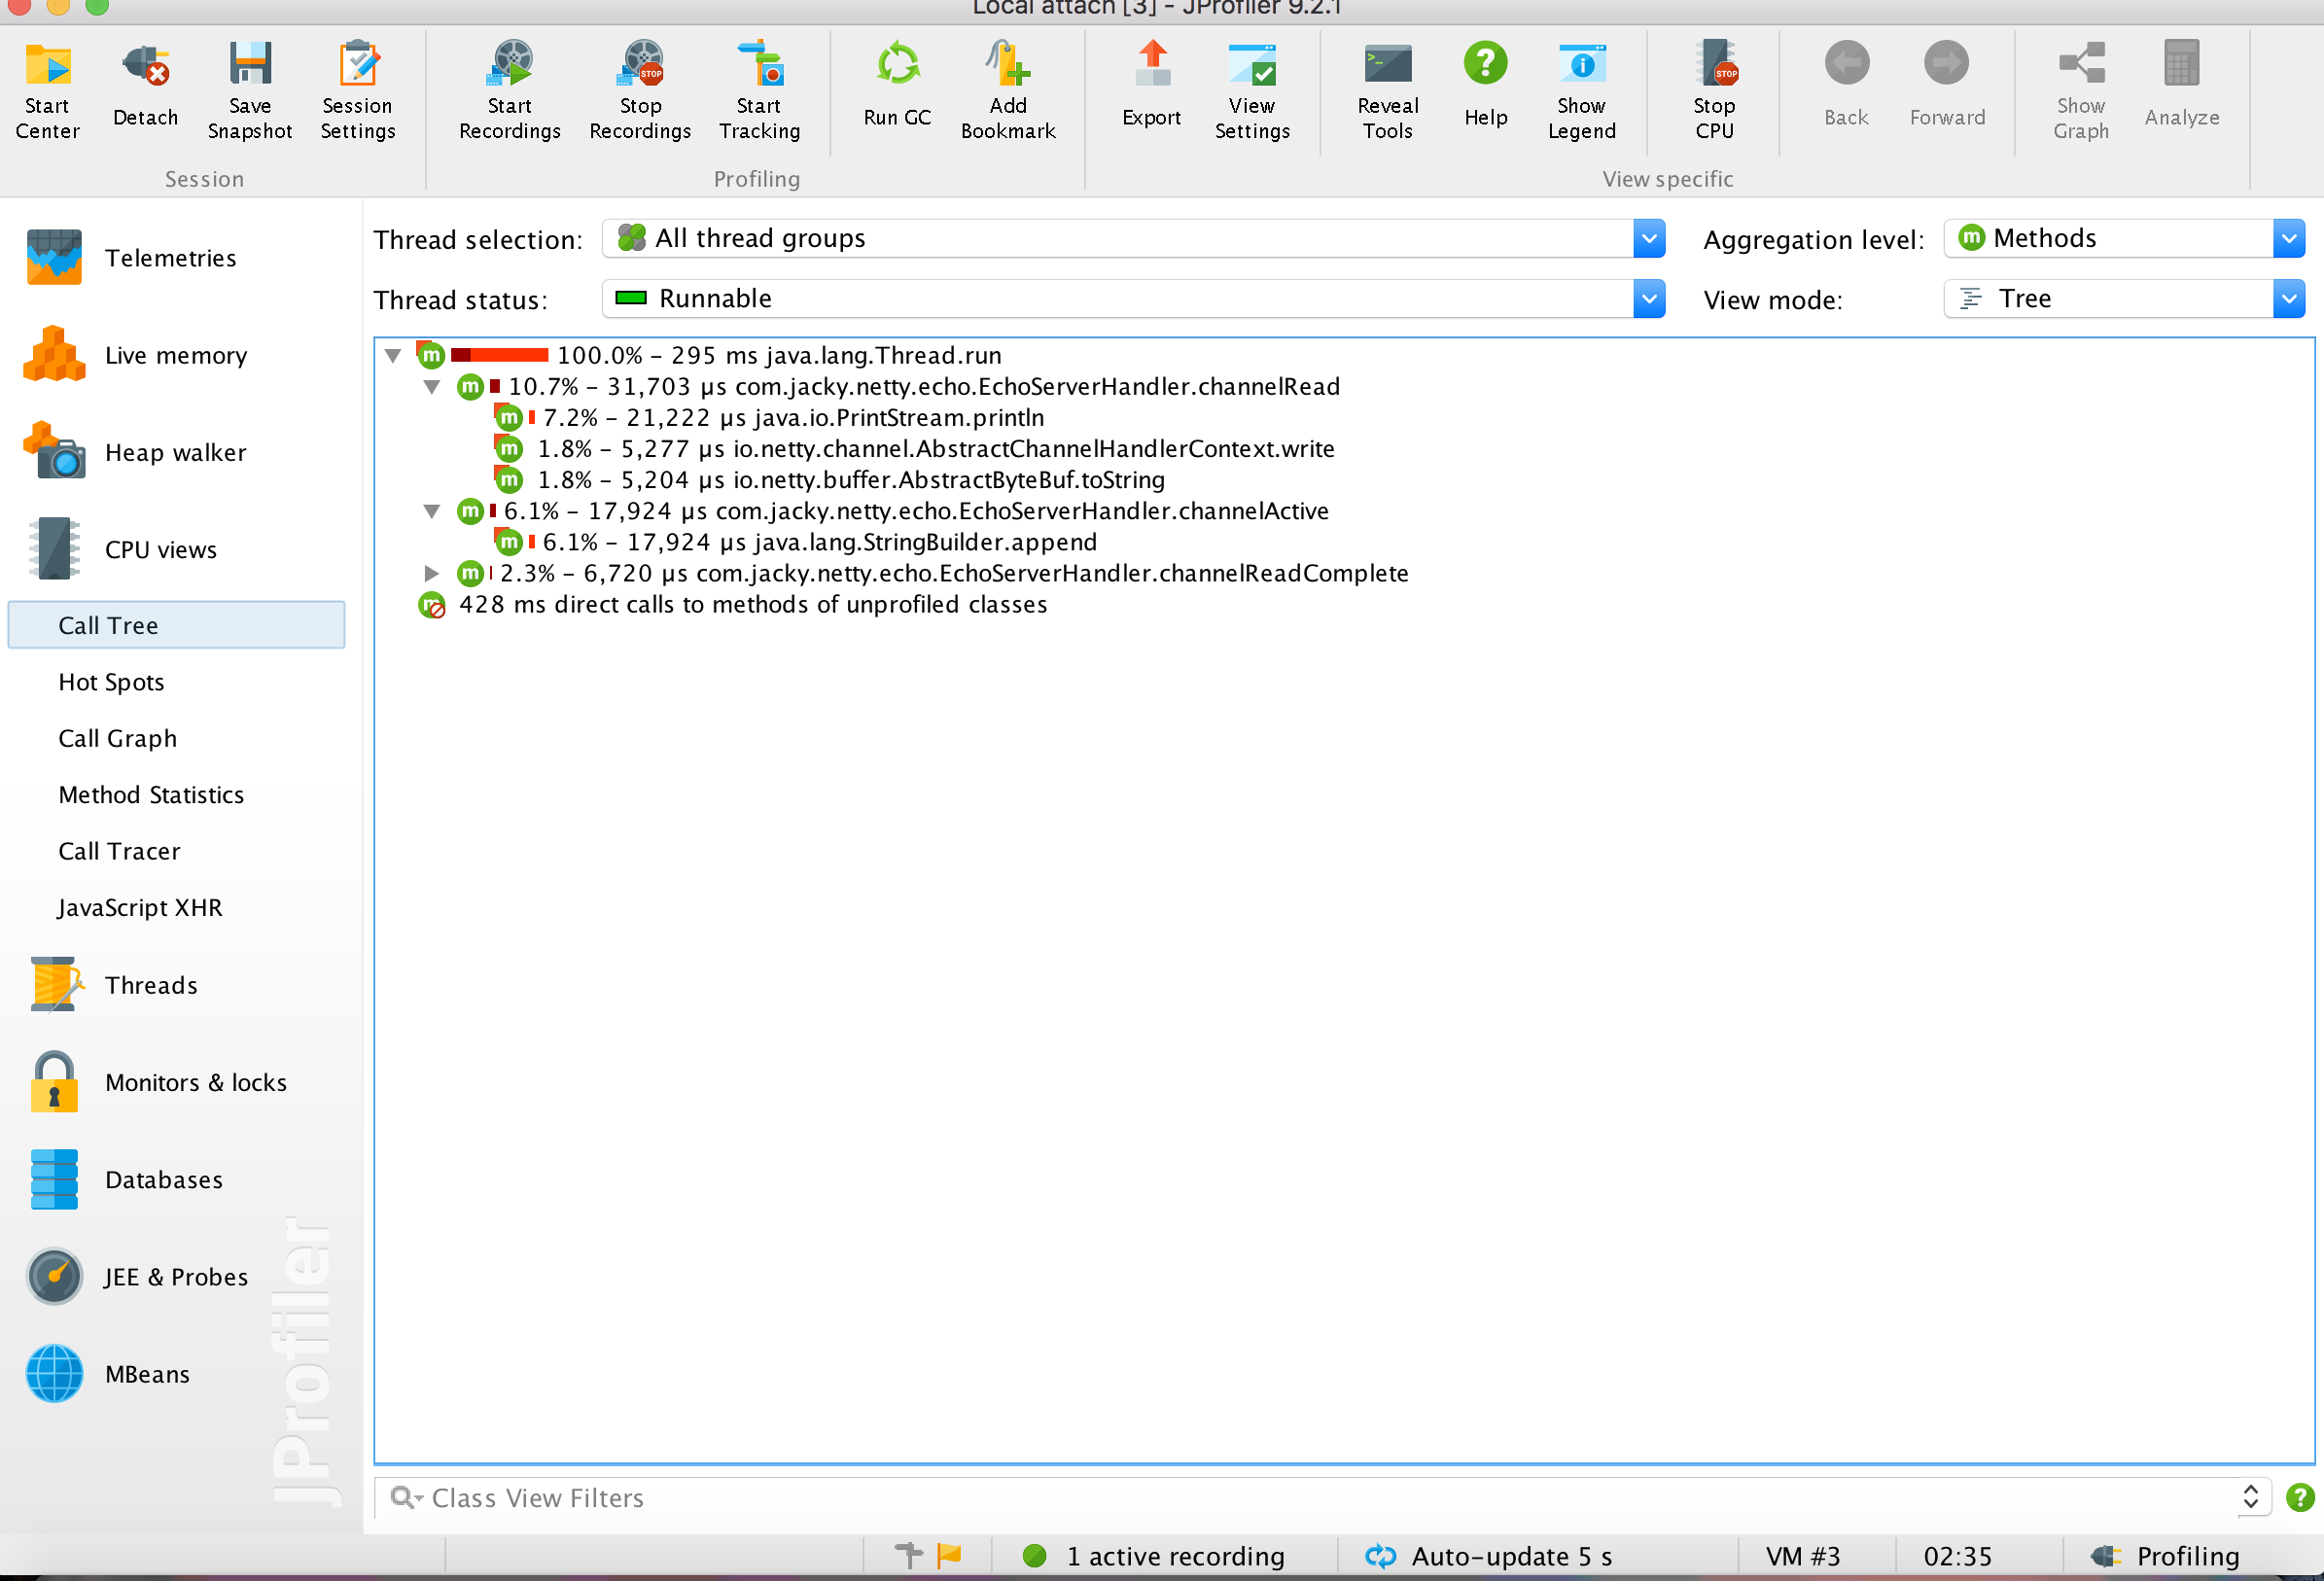 Local attach [3] - JProfiler 9.2.1
Start Center
Detach
Save Snapshot
Session Settings
Start Recordings
Stop Recordings
Start Tracking
Run GC
Add Bookmark
Export
View Settings
Reveal Tools
Help
Show Legend
Stop CPU
Back
Forward
Show Graph
Analyze
Session
Profiling
View specific
Telemetries
Live memory
Heap walker
CPU views
Call Tree
Hot Spots
Call Graph
Method Statistics
Call Tracer
JavaScript XHR
Threads
Monitors & locks
Databases
JEE & Probes
MBeans
JProfiler
Thread selection: All thread groups
Aggregation level: Methods
Thread status: Runnable
View mode: Tree
100.0% – 295 ms java.lang.Thread.run
10.7% – 31,703 µs com.jacky.netty.echo.EchoServerHandler.channelRead
7.2% – 21,222 µs java.io.PrintStream.println
1.8% – 5,277 µs io.netty.channel.AbstractChannelHandlerContext.write
1.8% – 5,204 µs io.netty.buffer.AbstractByteBuf.toString
6.1% – 17,924 µs com.jacky.netty.echo.EchoServerHandler.channelActive
6.1% – 17,924 µs java.lang.StringBuilder.append
2.3% – 6,720 µs com.jacky.netty.echo.EchoServerHandler.channelReadComplete
428 ms direct calls to methods of unprofiled classes
Class View Filters
1 active recording
Auto-update 5 s
VM #3
02:35
Profiling